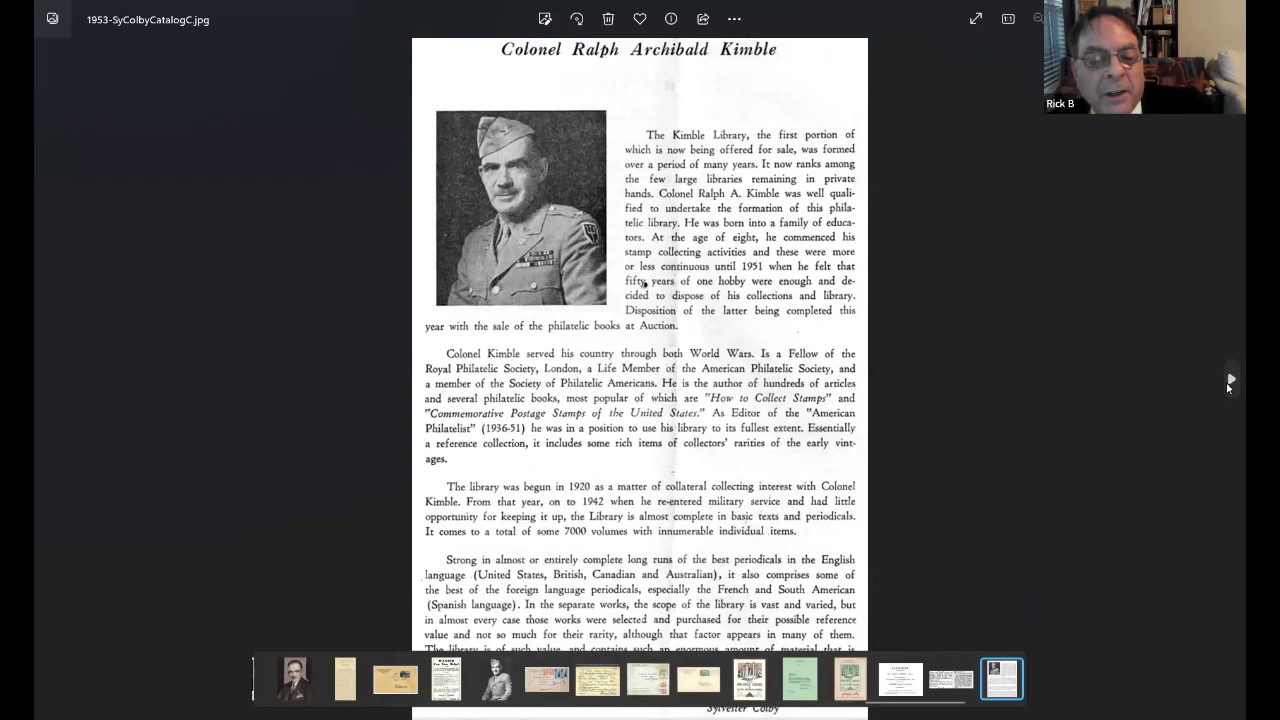 1953-SyColbyCatalogC.jpg
Rick B
Colonel Ralph Archibald Kimble
The Kimble Library, the first portion of
which is now being offered for sale, was formed
over a period of many years. It now ranks among
the few large libraries remaining in private
hands. Colonel Ralph A. Kimble was well quali-
fied to undertake the formation of this phila-
telic library. He was born into a family of educa-
tors. At the age of eight, he commenced his
stamp collecting activities and these were more
or less continuous until 1951 when he felt that
fifty years of one hobby were enough and de-
cided to dispose of his collections and library.
Disposition of the latter being completed this
year with the sale of the philatelic books at Auction.
Colonel Kimble served his country through both World Wars. Is a Fellow of the
Royal Philatelic Society, London, a Life Member of the American Philatelic Society, and
a member of the Society of Philatelic Americans. He is the author of hundreds of articles
and several philatelic books, most popular of which are "How to Collect Stamps" and
"Commemorative Postage Stamps of the United States." As Editor of the "American
Philatelist" (1936-51) he was in a position to use his library to its fullest extent. Essentially
a reference collection, it includes some rich items of collectors' rarities of the early vint-
ages.
The library was begun in 1920 as a matter of collateral collecting interest with Colonel
Kimble. From that year, on to 1942 when he re-entered military service and had little
opportunity for keeping it up, the Library is almost complete in basic texts and periodicals.
It comes to a total of some 7000 volumes with innumerable individual items.
Strong in almost or entirely complete long runs of the best periodicals in the English
language (United States, British, Canadian and Australian), it also comprises some of
the best of the foreign language periodicals, especially the French and South American
(Spanish language). In the separate works, the scope of the library is vast and varied, but
in almost every case those works were selected and purchased for their possible reference
value and not so much for their rarity, although that factor appears in many of them.
The library is of such value, and contains such an enormous amount of material that is
Sylvester Colby